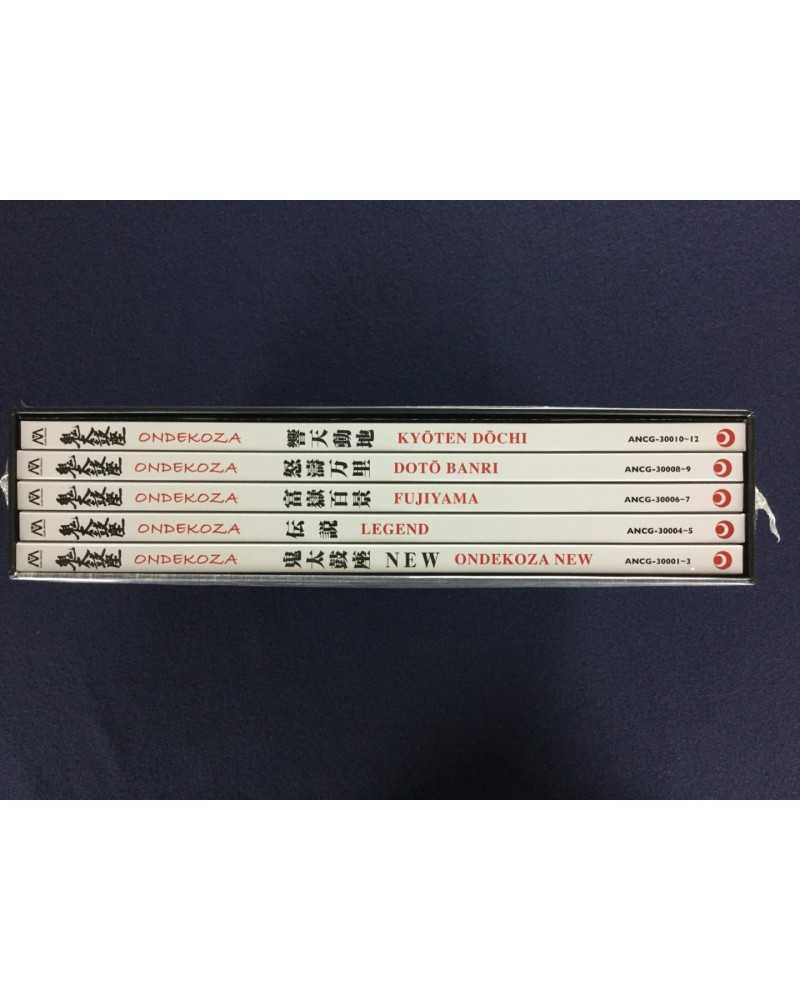 鬼太鼓座 ONDEKOZA 響天動地 KYŌTEN DŌCHI ANCG-30010~12
鬼太鼓座 ONDEKOZA 怒濤万里 DOTŌ BANRI ANCG-30008~9
鬼太鼓座 ONDEKOZA 富嶽百景 FUJIYAMA ANCG-30006~7
鬼太鼓座 ONDEKOZA 伝説 LEGEND ANCG-30004~5
鬼太鼓座 ONDEKOZA 鬼太鼓座 NEW ONDEKOZA NEW ANCG-30001~3